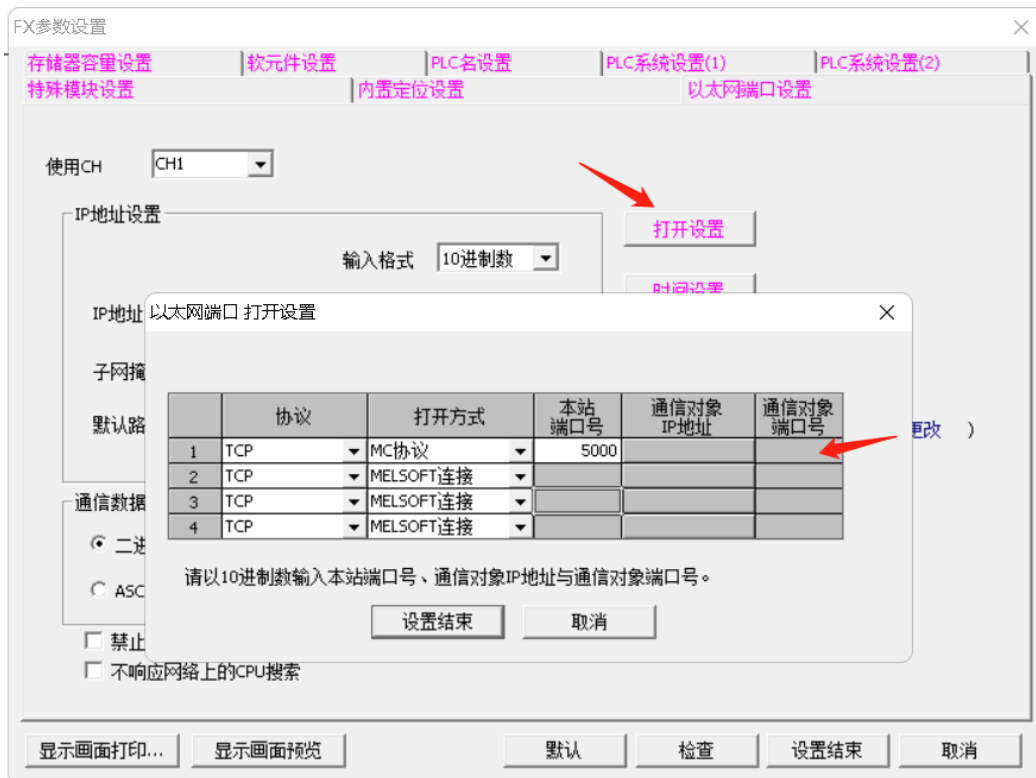 FX参数设置
存储器容量设置 软元件设置 PLC名设置 PLC系统设置(1) PLC系统设置(2)
特殊模块设置 内置定位设置 以太网端口设置
使用CH CH1
IP地址设置
打开设置
输入格式 10进制数
时间设置
IP地址
以太网端口 打开设置
子网掩
默认路
更改 )
协议 打开方式 本站端口号 通信对象IP地址 通信对象端口号
1 TCP MC协议 5000
2 TCP MELSOFT连接
3 TCP MELSOFT连接
4 TCP MELSOFT连接
通信数据
二进
请以10进制数输入本站端口号、通信对象IP地址与通信对象端口号。
ASC
设置结束 取消
禁止
不响应网络上的CPU搜索
显示画面打印... 显示画面预览 默认 检查 设置结束 取消